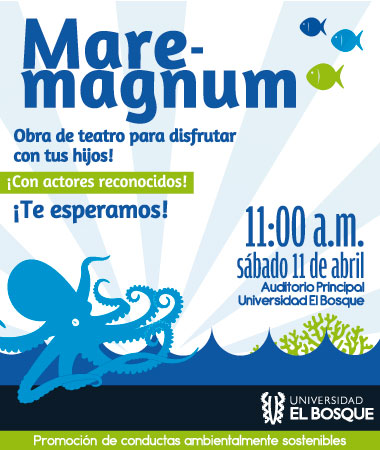 Mare-
magnum
Obra de teatro para disfrutar
con tus hijos!
¡Con actores reconocidos!
¡Te esperamos!
11:00 a.m.
sábado 11 de abril
Auditorio Principal
Universidad El Bosque
UNIVERSIDAD
EL BOSQUE
Promoción de conductas ambientalmente sostenibles